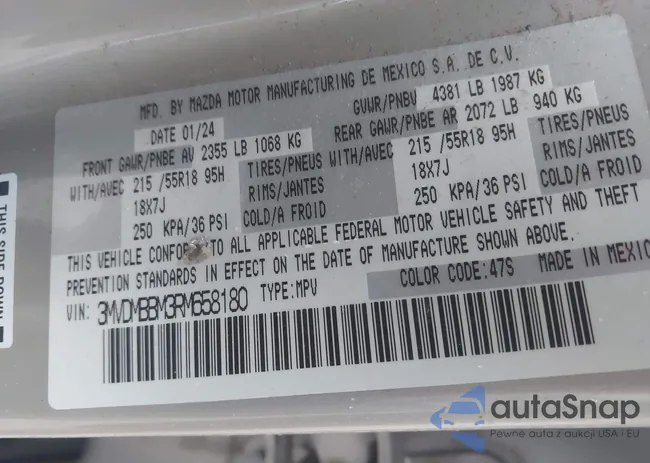 MFD. BY MAZDA MOTOR MANUFACTURING DE MEXICO S.A. DE C.V.
DATE 01/24 GVWR/PNBV 4381 LB 1987 KG
FRONT GAWR/PNBE AV 2355 LB 1068 KG REAR GAWR/PNBE AR 2072 LB 940 KG
WITH/AVEC 215 /55R18 95H TIRES/PNEUS WITH/AVEC 215 /55R18 95H TIRES/PNEUS
18X7J RIMS/JANTES 18X7J RIMS/JANTES
250 KPA/36 PSI COLD/A FROID 250 KPA/36 PSI COLD/A FROID
THIS VEHICLE CONFORMS TO ALL APPLICABLE FEDERAL MOTOR VEHICLE SAFETY AND THEFT
PREVENTION STANDARDS IN EFFECT ON THE DATE OF MANUFACTURE SHOWN ABOVE.
VIN: 3MVDMBBM3RM658180 TYPE:MPV COLOR CODE:47S MADE IN MEXICO
THIS SIDE DOWN
autaSnap
Pewne auta z aukcji USA i EU